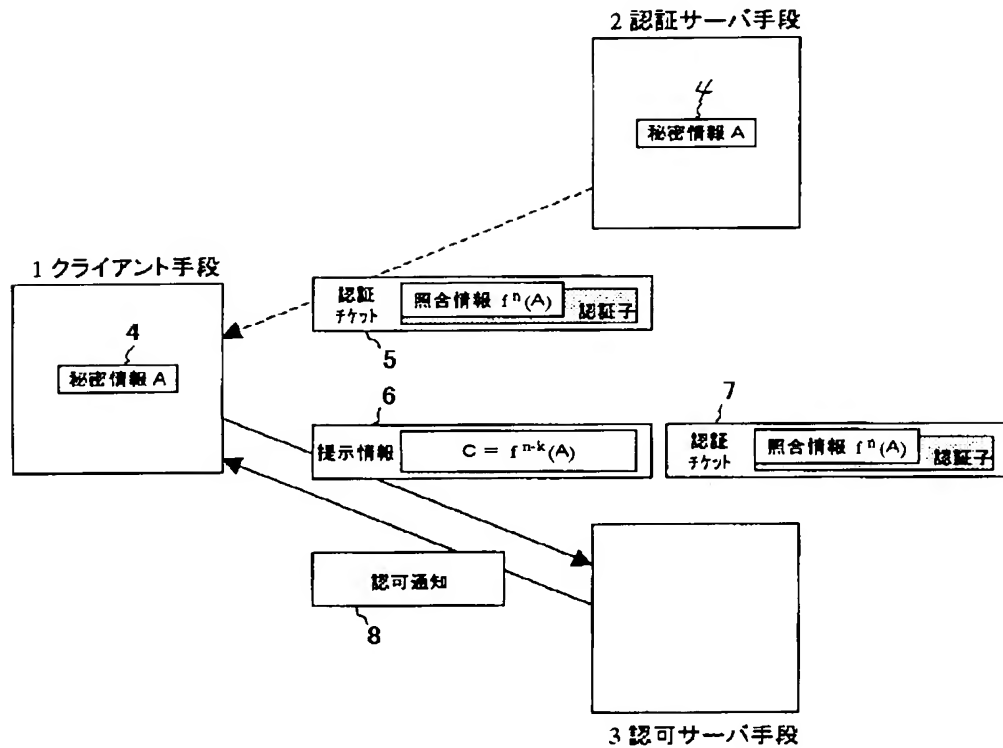 2 認証サーバ手段
4
秘密情報 A
1 クライアント手段
4
秘密情報 A
認証
チケット
照合情報 fⁿ(A)
認証子
5
6
提示情報
C = fⁿ⁻ᵏ(A)
7
認証
チケット
照合情報 fⁿ(A)
認証子
認可通知
8
3 認可サーバ手段